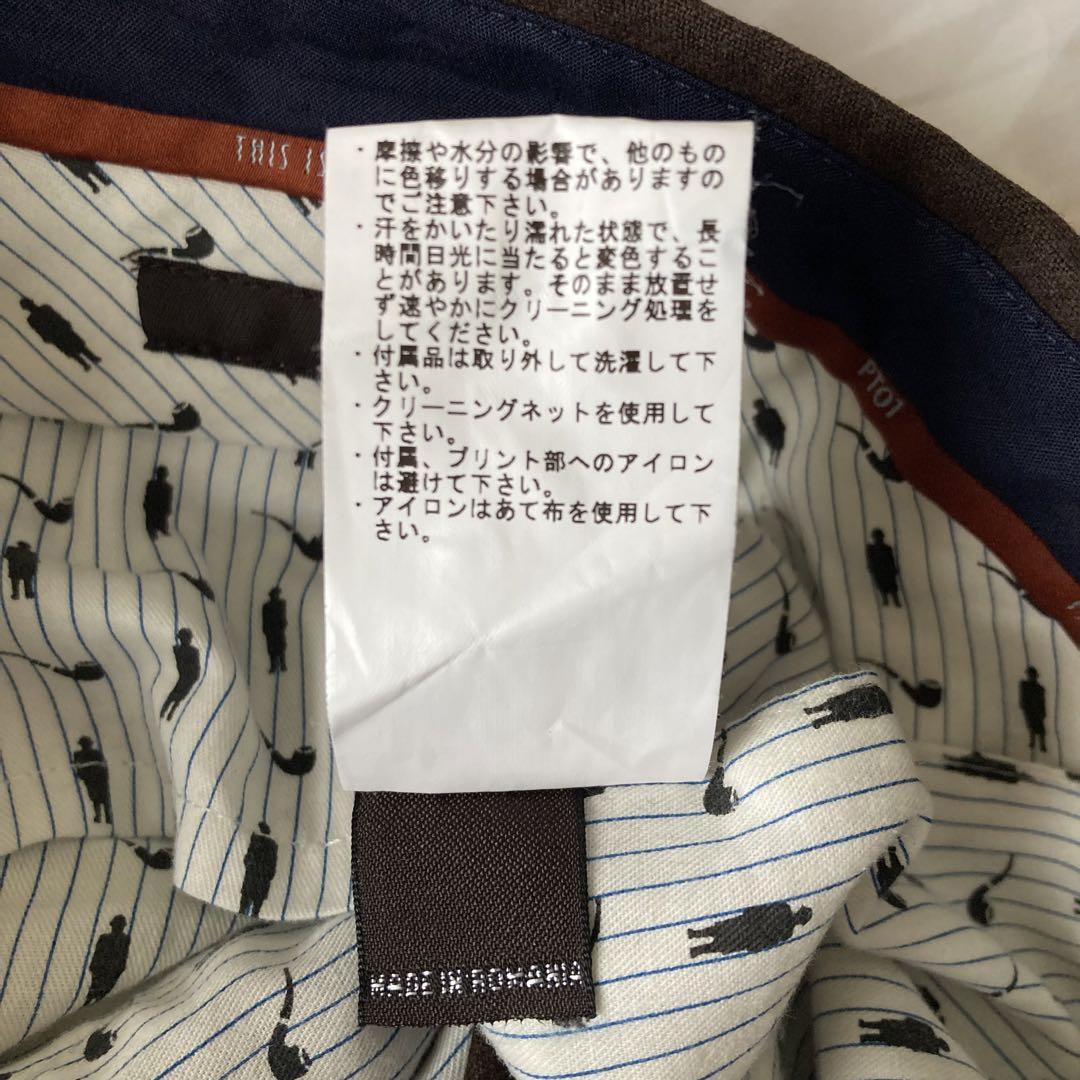 THIS IS
・摩擦や水分の影響で、他のもの
に色移りする場合がありますの
でご注意下さい。
・汗をかいたり濡れた状態で、長
時間日光に当たると変色するこ
とがあります。そのまま放置せ
ず速やかにクリーニング処理を
してください。
・付属品は取り外して洗濯して下
さい。
・クリーニングネットを使用して
下さい。
・付属、プリント部へのアイロン
は避けて下さい。
・アイロンはあて布を使用して下
さい。
PT01
MADE IN ROMANIA